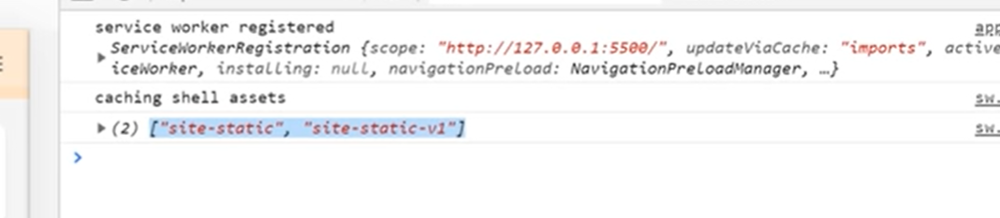 service worker registered
app
ServiceWorkerRegistration {scope: "http://127.0.0.1:5500/", updateViaCache: "imports", active
iceWorker, installing: null, navigationPreload: NavigationPreloadManager, …}
caching shell assets
sw.
(2) ["site-static", "site-static-v1"]
sw.